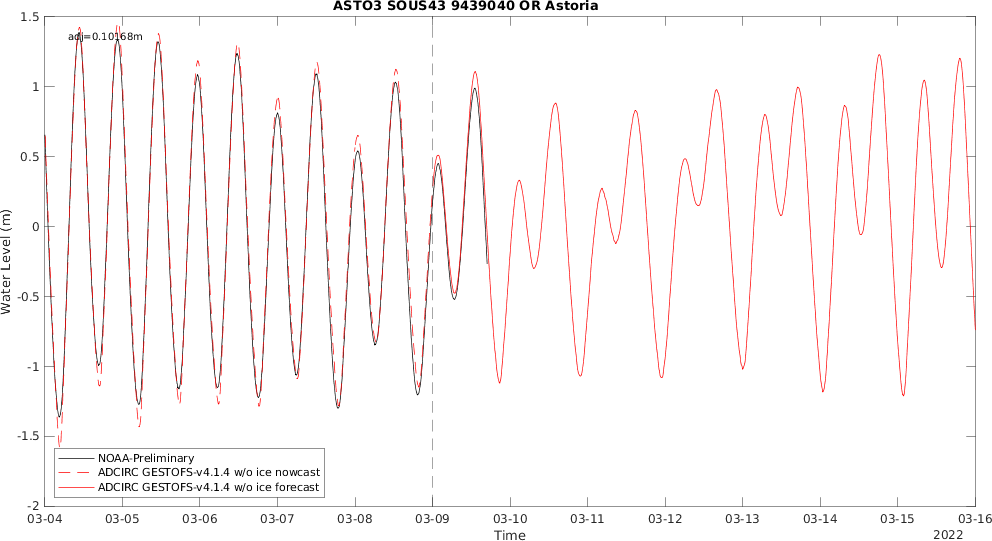 ASTO3 SOUS43 9439040 OR Astoria
adj=0.10168m
1.5
1
0.5
0
-0.5
-1
-1.5
-2
Water Level (m)
NOAA-Preliminary
ADCIRC GESTOFS-v4.1.4 w/o ice nowcast
ADCIRC GESTOFS-v4.1.4 w/o ice forecast
03-04 03-05 03-06 03-07 03-08 03-09 03-10 03-11 03-12 03-13 03-14 03-15 03-16
Time
2022